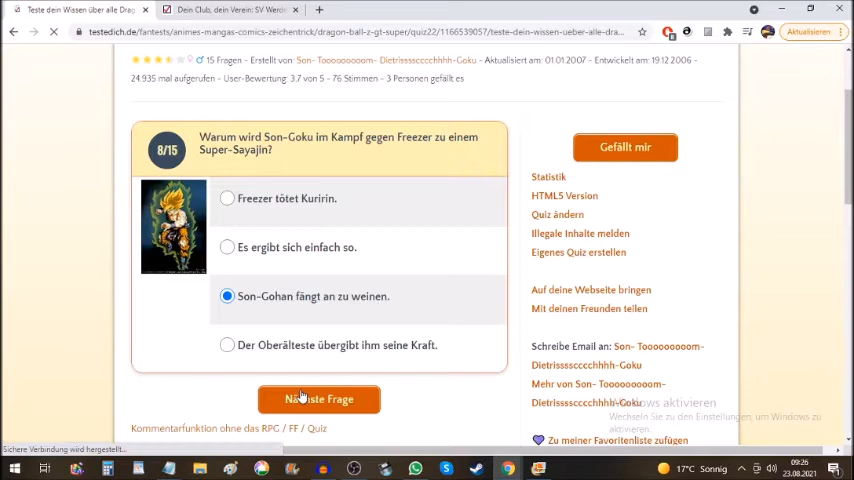 Teste dein Wissen über alle Drag
Dein Club, dein Verein: SV Werd
testedich.de/fantests/animes-mangas-comics-zeichentrick/dragon-ball-z-gt-super/quiz22/1166539057/teste-dein-wissen-ueber-alle-dra...
Aktualisieren
15 Fragen - Erstellt von: Son- Toooooooom- Dietrisssscccchhhh-Goku - Aktualisiert am: 01.01.2007 - Entwickelt am: 19.12.2006 -
24.935 mal aufgerufen - User-Bewertung: 3,7 von 5 - 76 Stimmen - 3 Personen gefällt es
8/15
Warum wird Son-Goku im Kampf gegen Freezer zu einem
Super-Sayajin?
Freezer tötet Kuririn.
Es ergibt sich einfach so.
Son-Gohan fängt an zu weinen.
Der Oberälteste übergibt ihm seine Kraft.
Nächste Frage
Kommentarfunktion ohne das RPG / FF / Quiz
Gefällt mir
Statistik
HTML5 Version
Quiz ändern
Illegale Inhalte melden
Eigenes Quiz erstellen
Auf deine Webseite bringen
Mit deinen Freunden teilen
Schreibe Email an: Son- Tooooooooom-
Dietrisssscccchhhh-Goku
Mehr von Son- Tooooooooom-
Dietrisssscccchhhh-Goku
Zu meiner Favoritenliste zufügen
Windows aktivieren
Wechseln Sie zu den Einstellungen, um Windows zu
aktivieren.
Sichere Verbindung wird hergestellt...
17°C Sonnig
09:26
23.08.2021